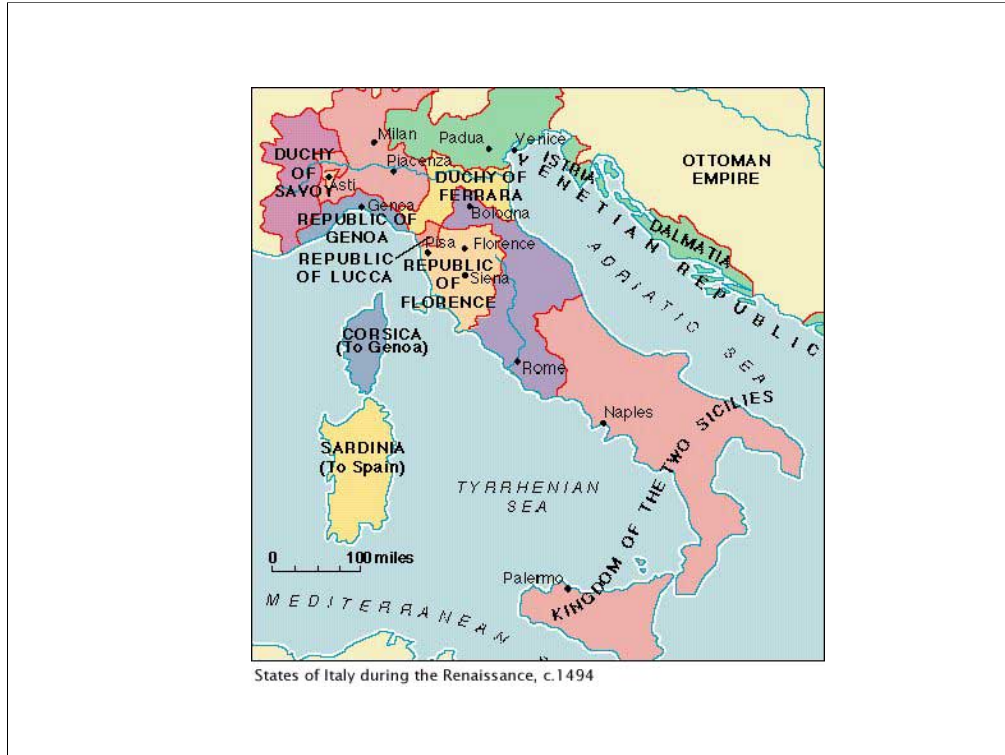 Milan
Padua
Venice
DUCHY
OF
SAVOY
Piacenza
Asti
DUCHY OF
FERRARA
ISTRIA
OTTOMAN
EMPIRE
Genoa
Bologna
REPUBLIC OF
GENOA
VENETIAN REPUBLIC
DALMATIA
Pisa
Florence
REPUBLIC
OF LUCCA
REPUBLIC
OF
FLORENCE
Siena
ADRIATIC SEA
CORSICA
(To Genoa)
Rome
Naples
SARDINIA
(To Spain)
KINGDOM OF THE TWO SICILIES
TYRRHENIAN
SEA
0 100 miles
Palermo
MEDITERRANEAN
States of Italy during the Renaissance, c.1494